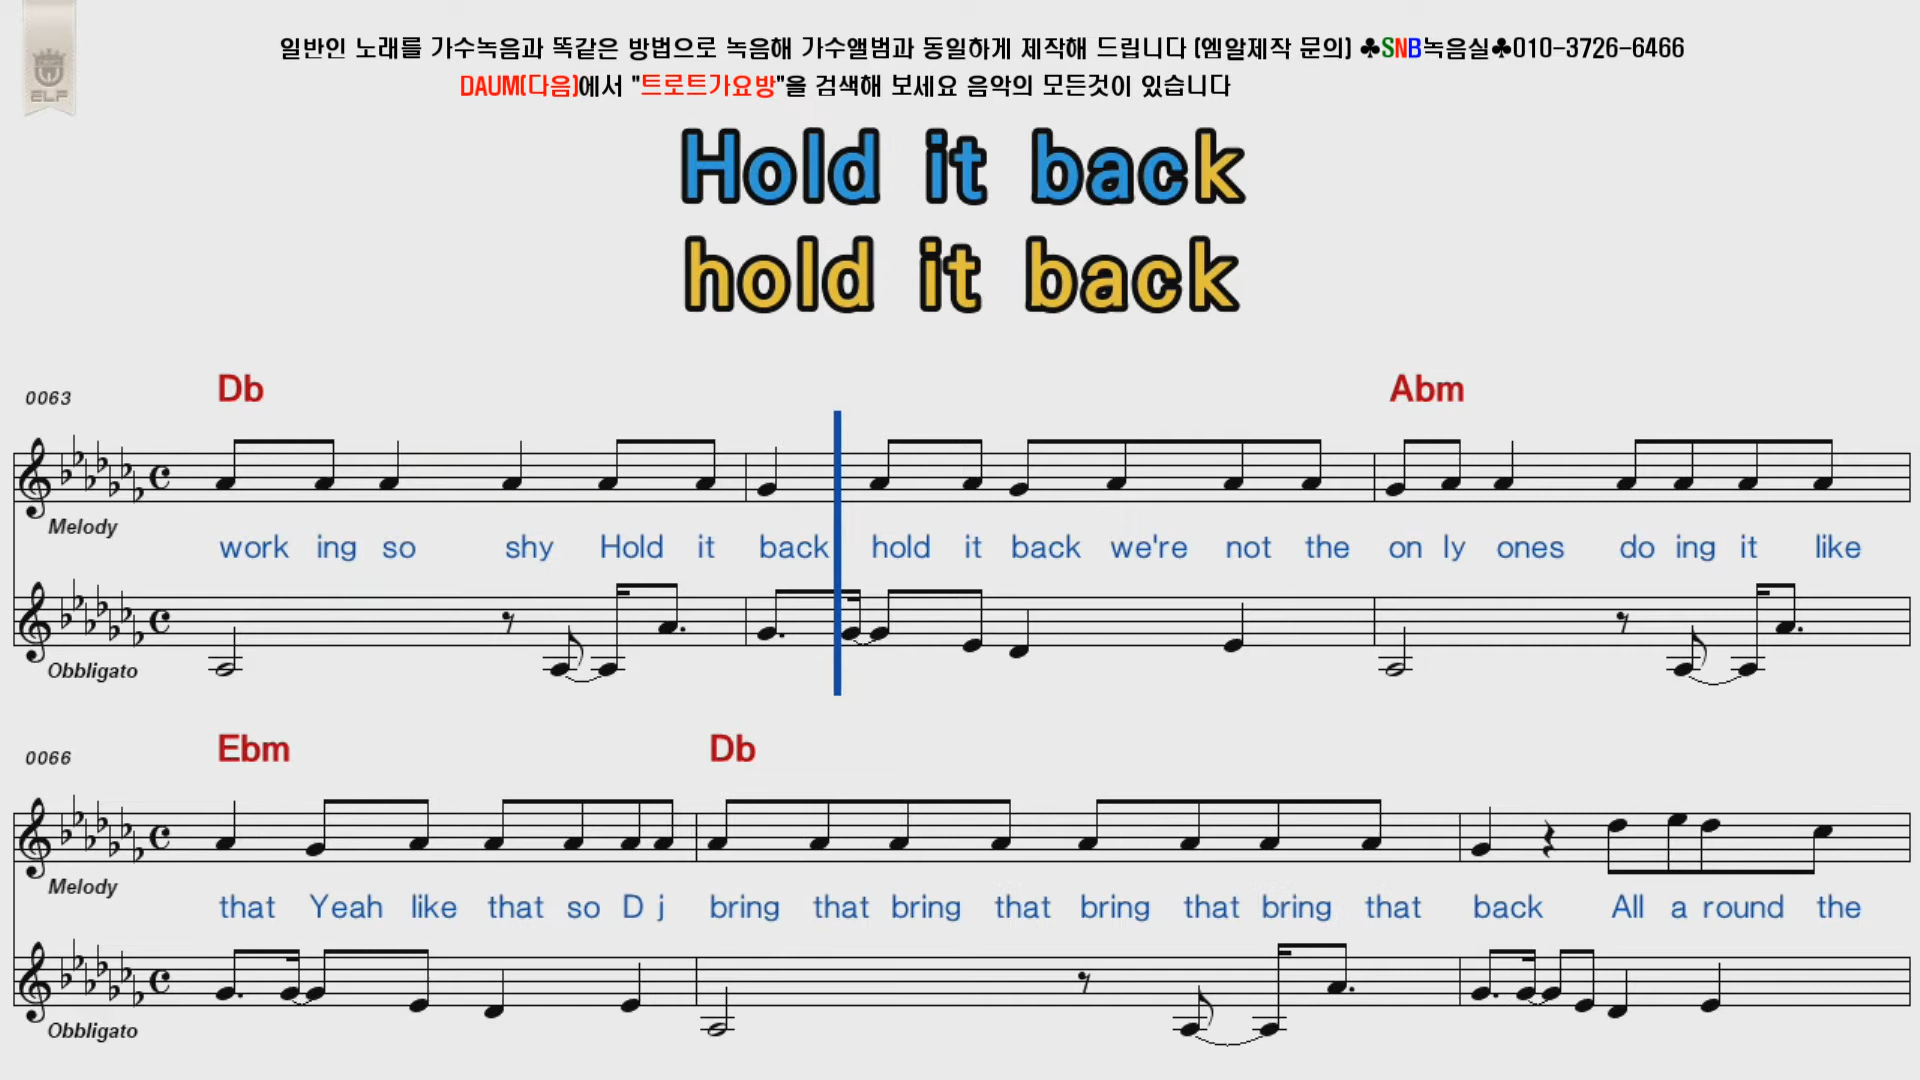 ELF
일반인 노래를 가수녹음과 똑같은 방법으로 녹음해 가수앨범과 동일하게 제작해 드립니다 (엠알제작 문의) ♣SNB녹음실♣010-3726-6466
DAUM(다음)에서 "트로트가요방"을 검색해 보세요 음악의 모든것이 있습니다
Hold it back
hold it back
0063 Db Abm
Melody
work ing so shy Hold it back hold it back we're not the on ly ones do ing it like
Obbligato
0066 Ebm Db
Melody
that Yeah like that so D j bring that bring that bring that bring that back All a round the
Obbligato